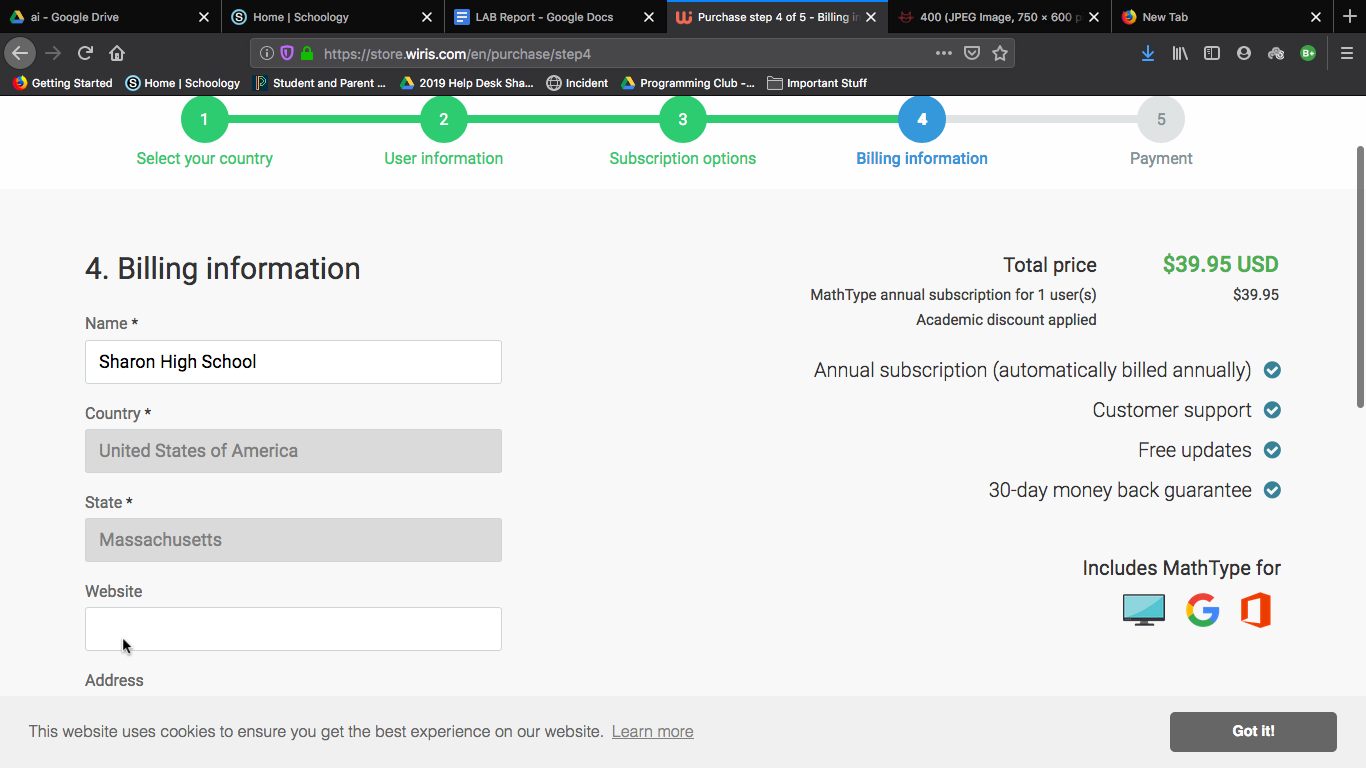 ai - Google Drive
Home | Schoology
LAB Report - Google Docs
Purchase step 4 of 5 - Billing in
400 (JPEG Image, 750 × 600 p
New Tab
https://store.wiris.com/en/purchase/step4
Getting Started
Home | Schoology
Student and Parent ...
2019 Help Desk Sha...
Incident
Programming Club -...
Important Stuff
1
2
3
4
5
Select your country
User information
Subscription options
Billing information
Payment
4. Billing information
Name *
Sharon High School
Country *
United States of America
State *
Massachusetts
Website
Address
Total price
$39.95 USD
MathType annual subscription for 1 user(s)
$39.95
Academic discount applied
Annual subscription (automatically billed annually)
Customer support
Free updates
30-day money back guarantee
Includes MathType for
This website uses cookies to ensure you get the best experience on our website. Learn more
Got it!